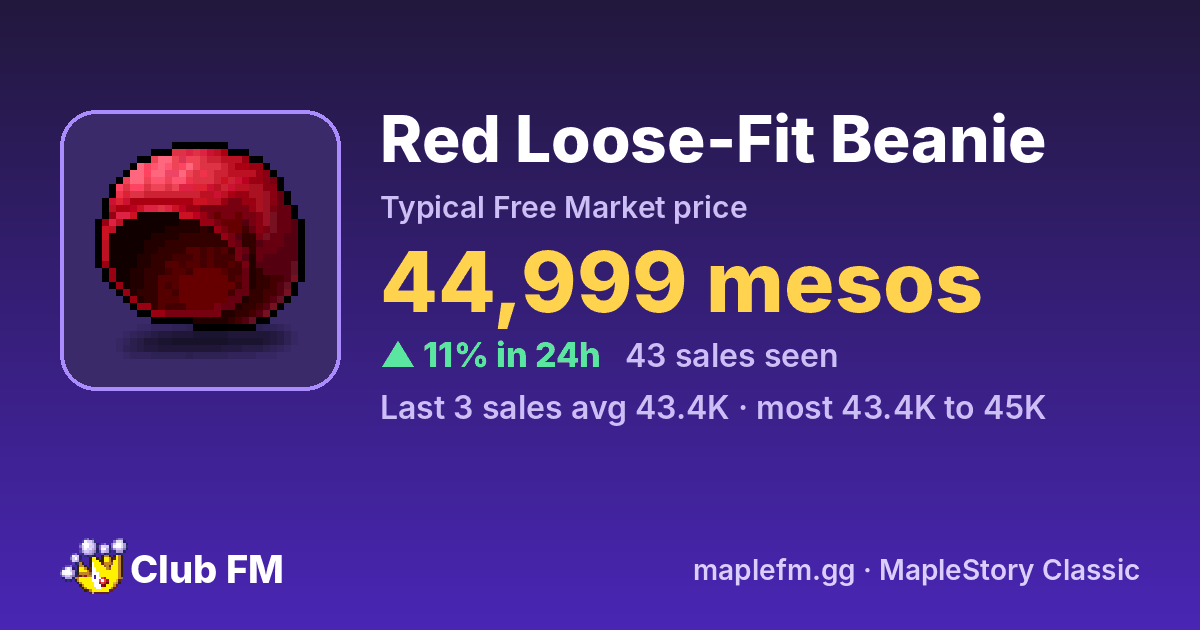 Red Loose-Fit Beanie
Typical Free Market price
44,999 mesos
▲ 11% in 24h 43 sales seen
Last 3 sales avg 43.4K · most 43.4K to 45K
Club FM
maplefm.gg · MapleStory Classic